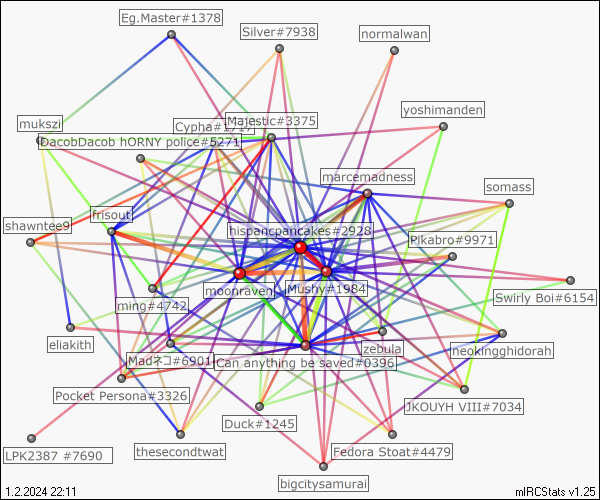 Eg.Master#1378
Silver#7938
normalwan
yoshimanden
Majestic#3375
mukszi
DacobDacob hORNY police#5271
marcemadness
somass
frisout
shawntee9
hispancpancakes#2928
Pikabro#9971
moonraven
Mushy#1984
Swirly Boi#6154
ming#4742
eliakith
Madネコ#6901
Can anything be saved#0396
zebula
neokingghidorah
Pocket Persona#3326
JKOUYH VIII#7034
Duck#1245
LPK2387 #7690
thesecondtwat
Fedora Stoat#4479
bigcitysamurai
1.2.2024 22:11
mIRCStats v1.25